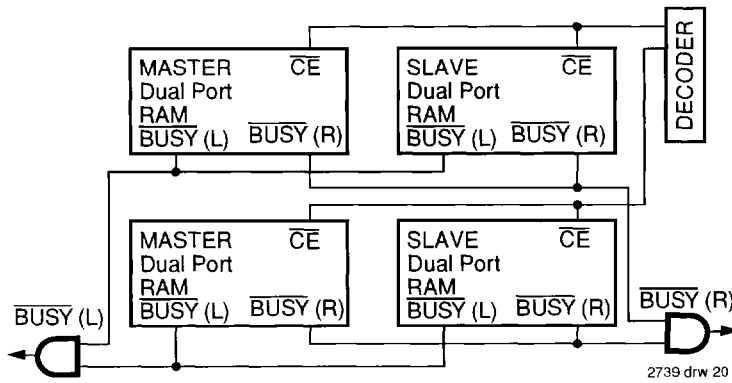 MASTER
Dual Port
RAM
CE
BUSY (L)
BUSY (R)
SLAVE
Dual Port
RAM
CE
BUSY (L)
BUSY (R)
DECODER
MASTER
Dual Port
RAM
CE
BUSY (L)
BUSY (R)
SLAVE
Dual Port
RAM
CE
BUSY (L)
BUSY (R)
BUSY (L)
BUSY (R)
2739 drw 20